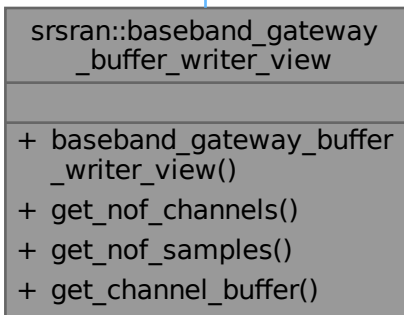 srsran::baseband_gateway
_buffer_writer_view
+ baseband_gateway_buffer
_writer_view()
+ get_nof_channels()
+ get_nof_samples()
+ get_channel_buffer()